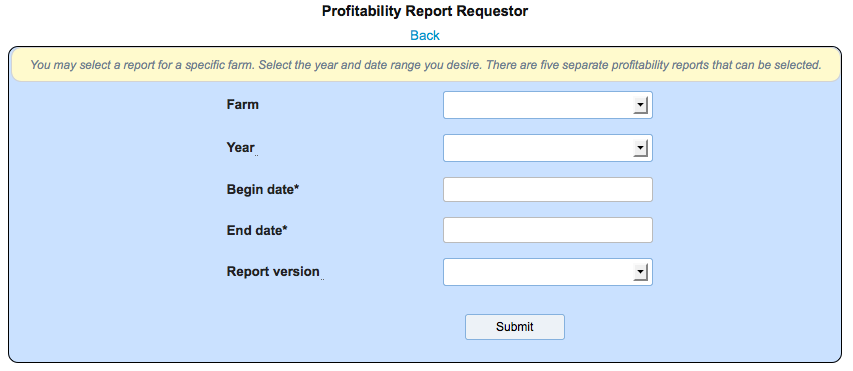 Profitability Report Requestor
Back
You may select a report for a specific farm. Select the year and date range you desire. There are five separate profitability reports that can be selected.
Farm
Year
Begin date*
End date*
Report version
Submit